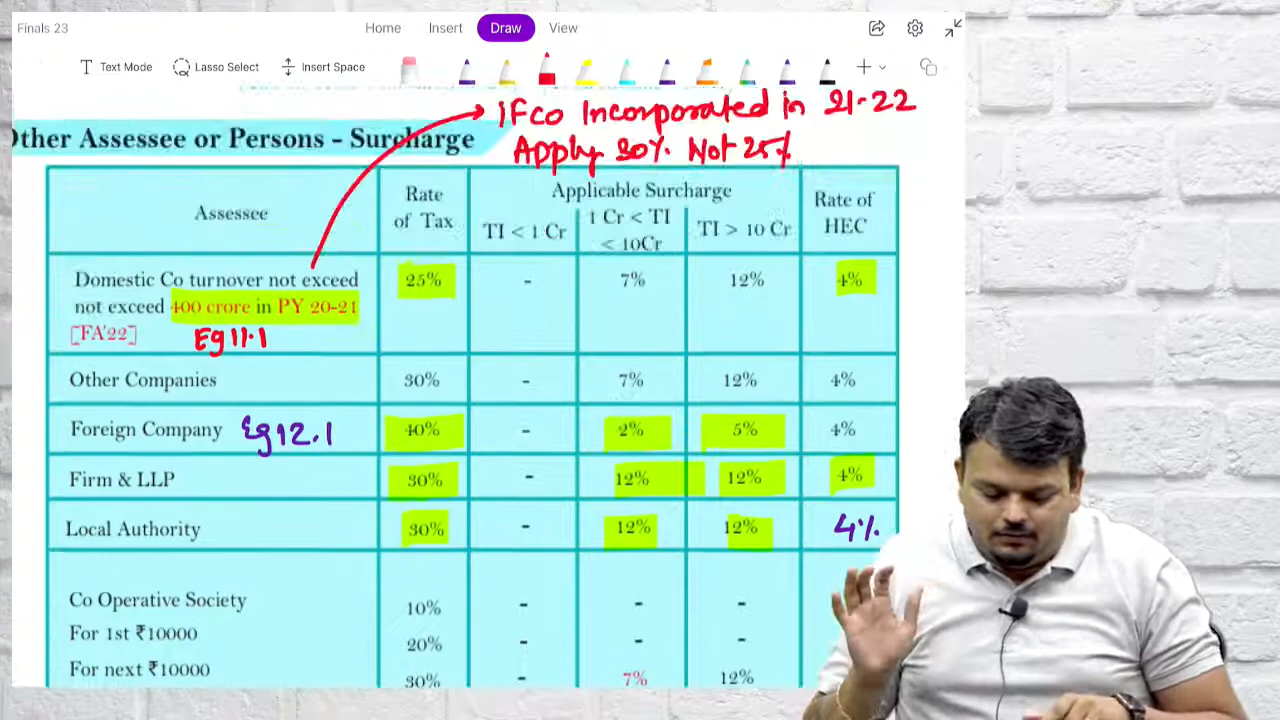 Finals 23
Home Insert Draw View
Text Mode Lasso Select Insert Space
IF co Incorporated in 21-22
Apply 30%. Not 25%
Other Assessee or Persons - Surcharge
Assessee
Rate of Tax
Applicable Surcharge
TI < 1 Cr
1 Cr < TI < 10Cr
TI > 10 Cr
Rate of HEC
Domestic Co turnover not exceed 25% - 7% 12% 4%
not exceed 400 crore in PY 20-21
[FA'22] Eg 11.1
Other Companies 30% - 7% 12% 4%
Foreign Company Eg 12.1 40% - 2% 5% 4%
Firm & LLP 30% - 12% 12% 4%
Local Authority 30% - 12% 12% 4%
Co Operative Society
For 1st ₹10000 10% - - -
For next ₹10000 20% - - -
30% - 7% 12%